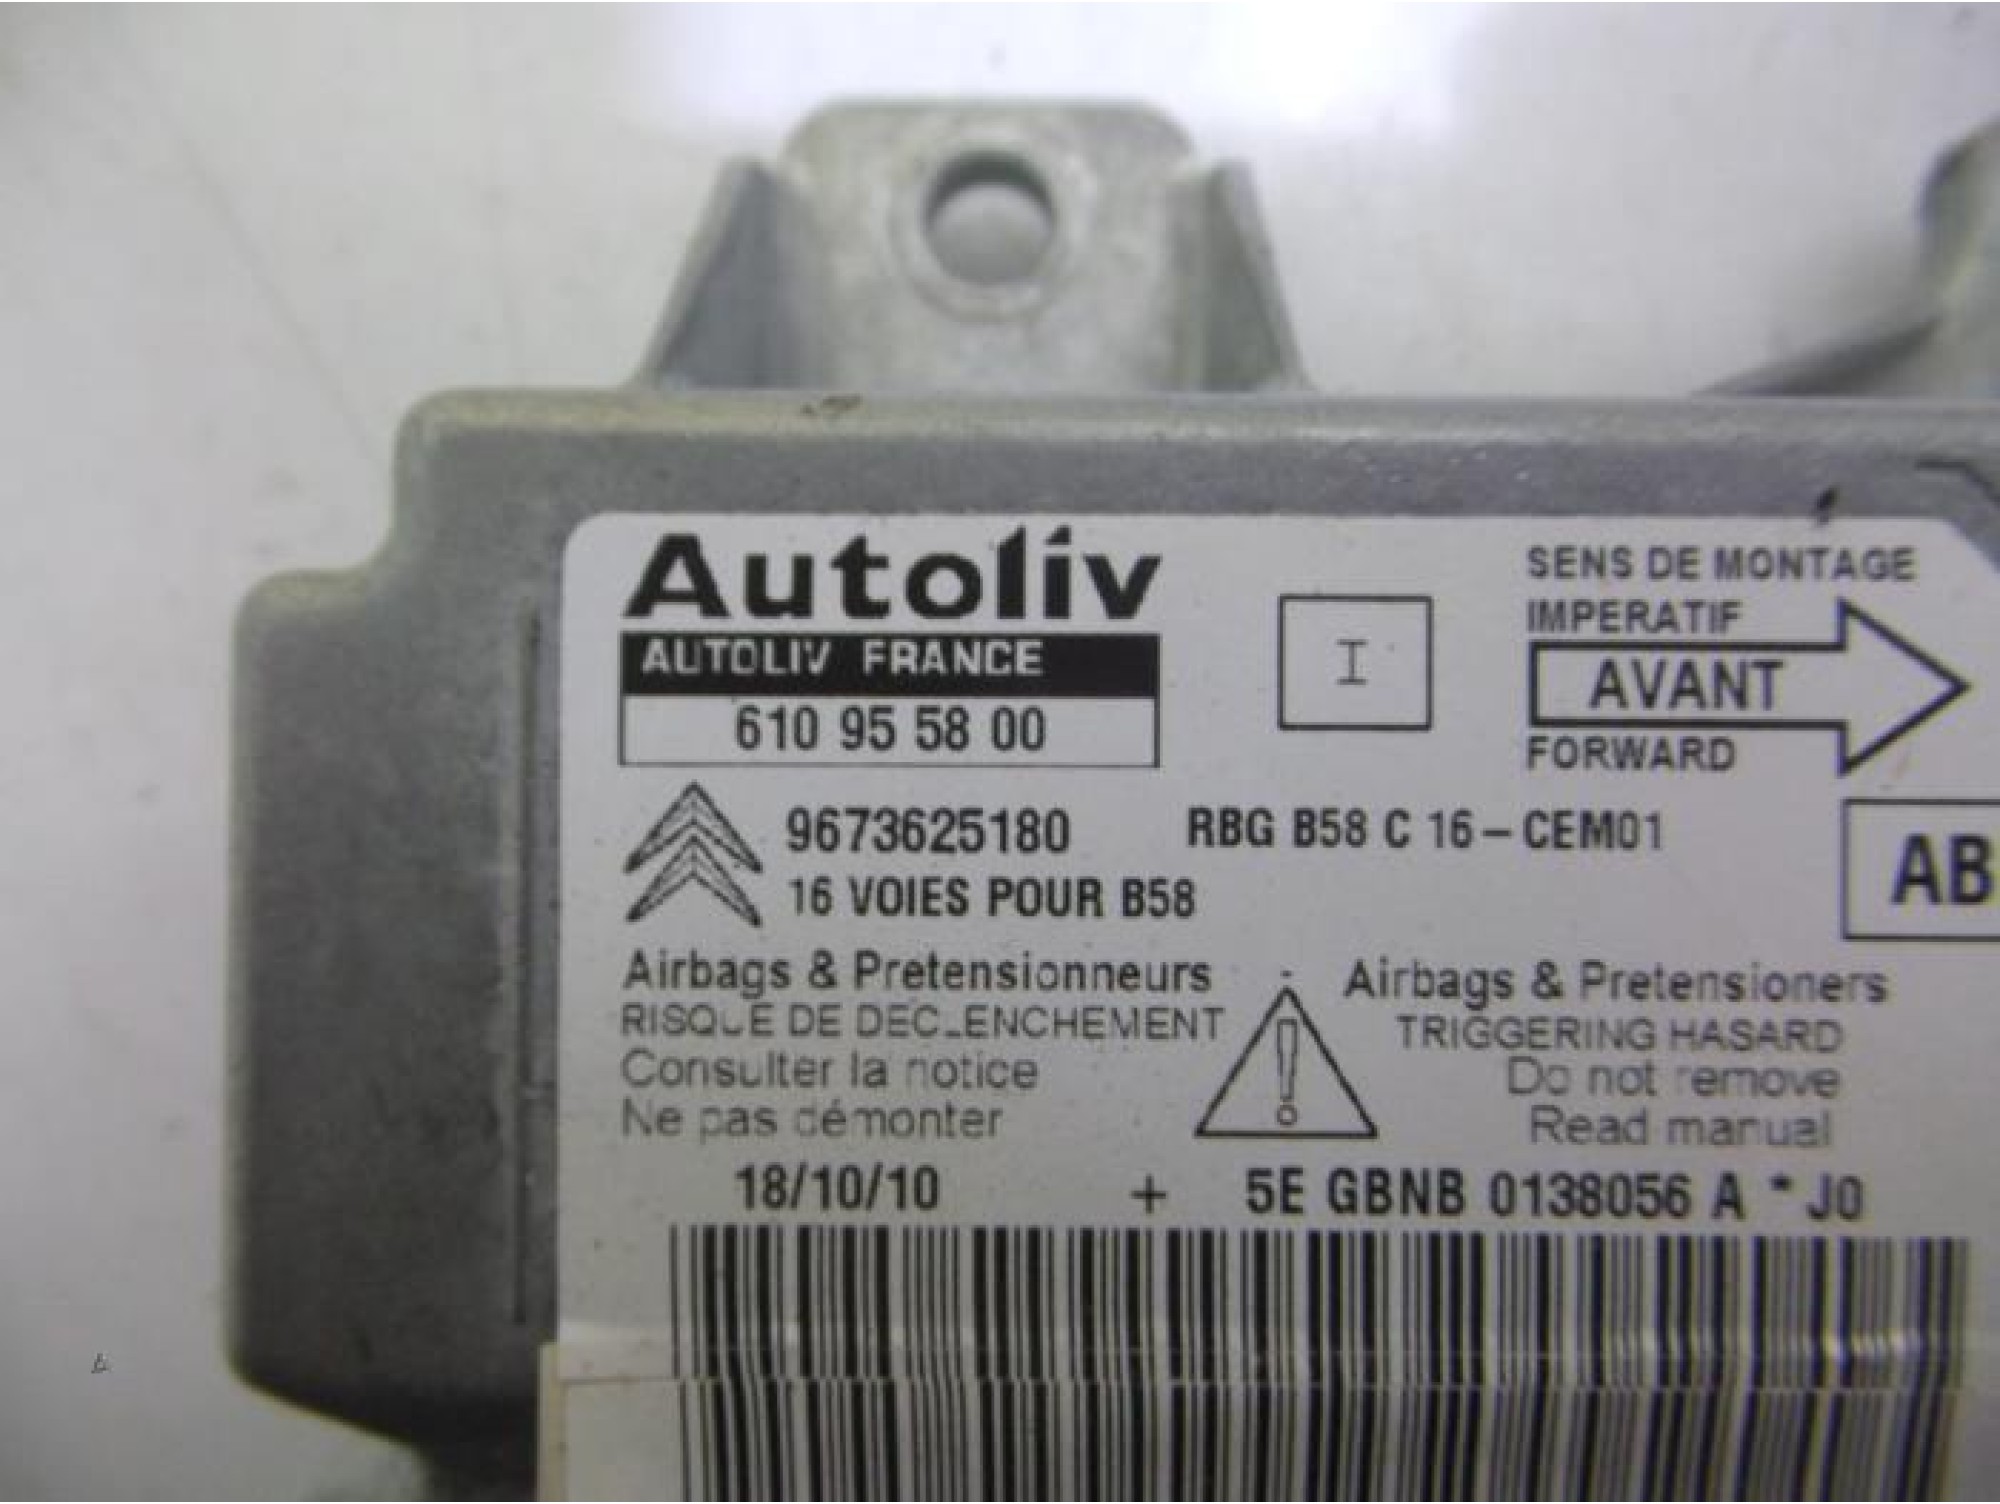 Autoliv
AUTOLIV FRANCE
610 95 58 00
I
SENS DE MONTAGE
IMPERATIF
AVANT
FORWARD
9673625180 RBG B58 C 16-CEM01
16 VOIES POUR B58
AB
Airbags & Pretensionneurs
RISQUE DE DECLENCHEMENT
Consulter la notice
Ne pas démonter
Airbags & Pretensioners
TRIGGERING HASARD
Do not remove
Read manual
18/10/10 + 5E GBNB 0138056 A * J0